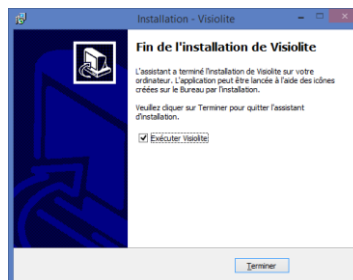 Installation - Visiolite
Fin de l'installation de Visiolite
L'assistant a terminé l'installation de Visiolite sur votre
ordinateur. L'application peut être lancée à l'aide des icônes
créées sur le Bureau par l'installation.
Veuillez cliquer sur Terminer pour quitter l'assistant
d'installation.
Exécuter Visiolite
Terminer